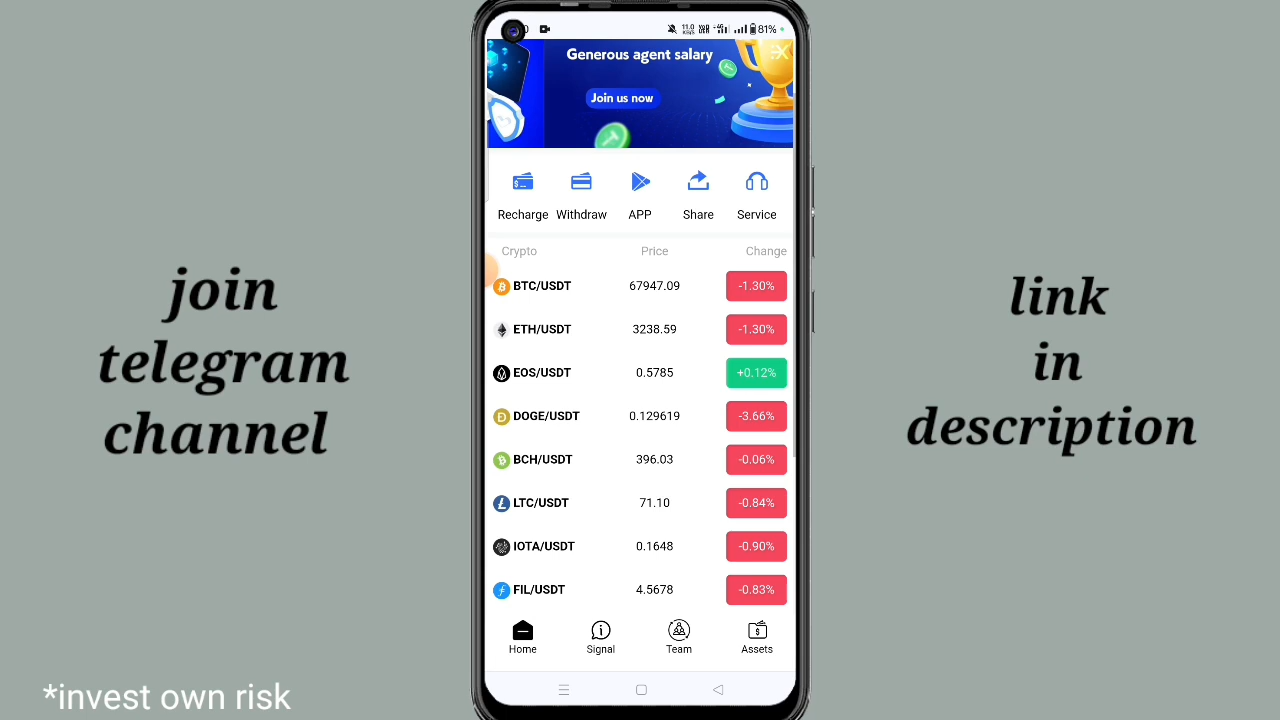 81%
Generous agent salary
Join us now
Recharge Withdraw APP Share Service
Crypto Price Change
BTC/USDT 67947.09 -1.30%
ETH/USDT 3238.59 -1.30%
EOS/USDT 0.5785 +0.12%
DOGE/USDT 0.129619 -3.66%
BCH/USDT 396.03 -0.06%
LTC/USDT 71.10 -0.84%
IOTA/USDT 0.1648 -0.90%
FIL/USDT 4.5678 -0.83%
Home Signal Team Assets
join
telegram
channel
link
in
description
*invest own risk